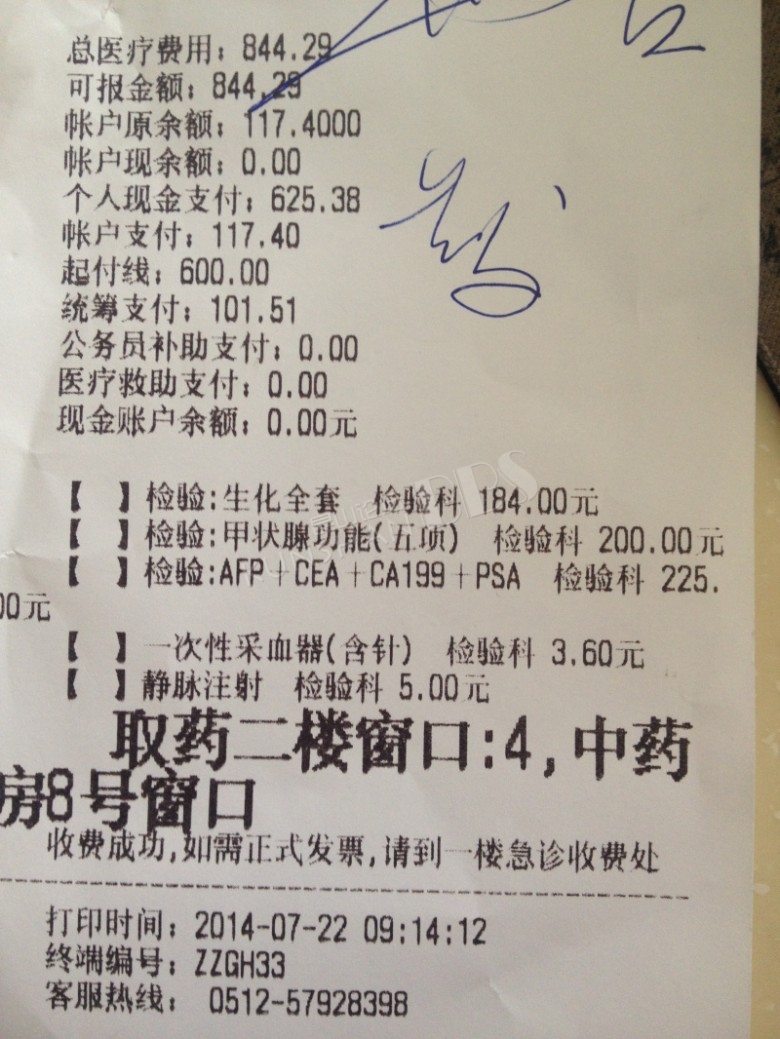 总医疗费用：844.29
可报金额：844.29
帐户原余额：117.4000
帐户现余额：0.00
个人现金支付：625.38
帐户支付：117.40
起付线：600.00
统筹支付：101.51
公务员补助支付：0.00
医疗救助支付：0.00
现金账户余额：0.00元
【 】检验:生化全套 检验科 184.00元
【 】检验:甲状腺功能(五项) 检验科 200.00元
【 】检验:AFP+CEA+CA199+PSA 检验科 225.
00元
【 】一次性采血器(含针) 检验科 3.60元
【 】静脉注射 检验科 5.00元
取药二楼窗口:4,中药
房8号窗口
收费成功,如需正式发票,请到一楼急诊收费处
打印时间：2014-07-22 09:14:12
终端编号：ZZGH33
客服热线： 0512-57928398